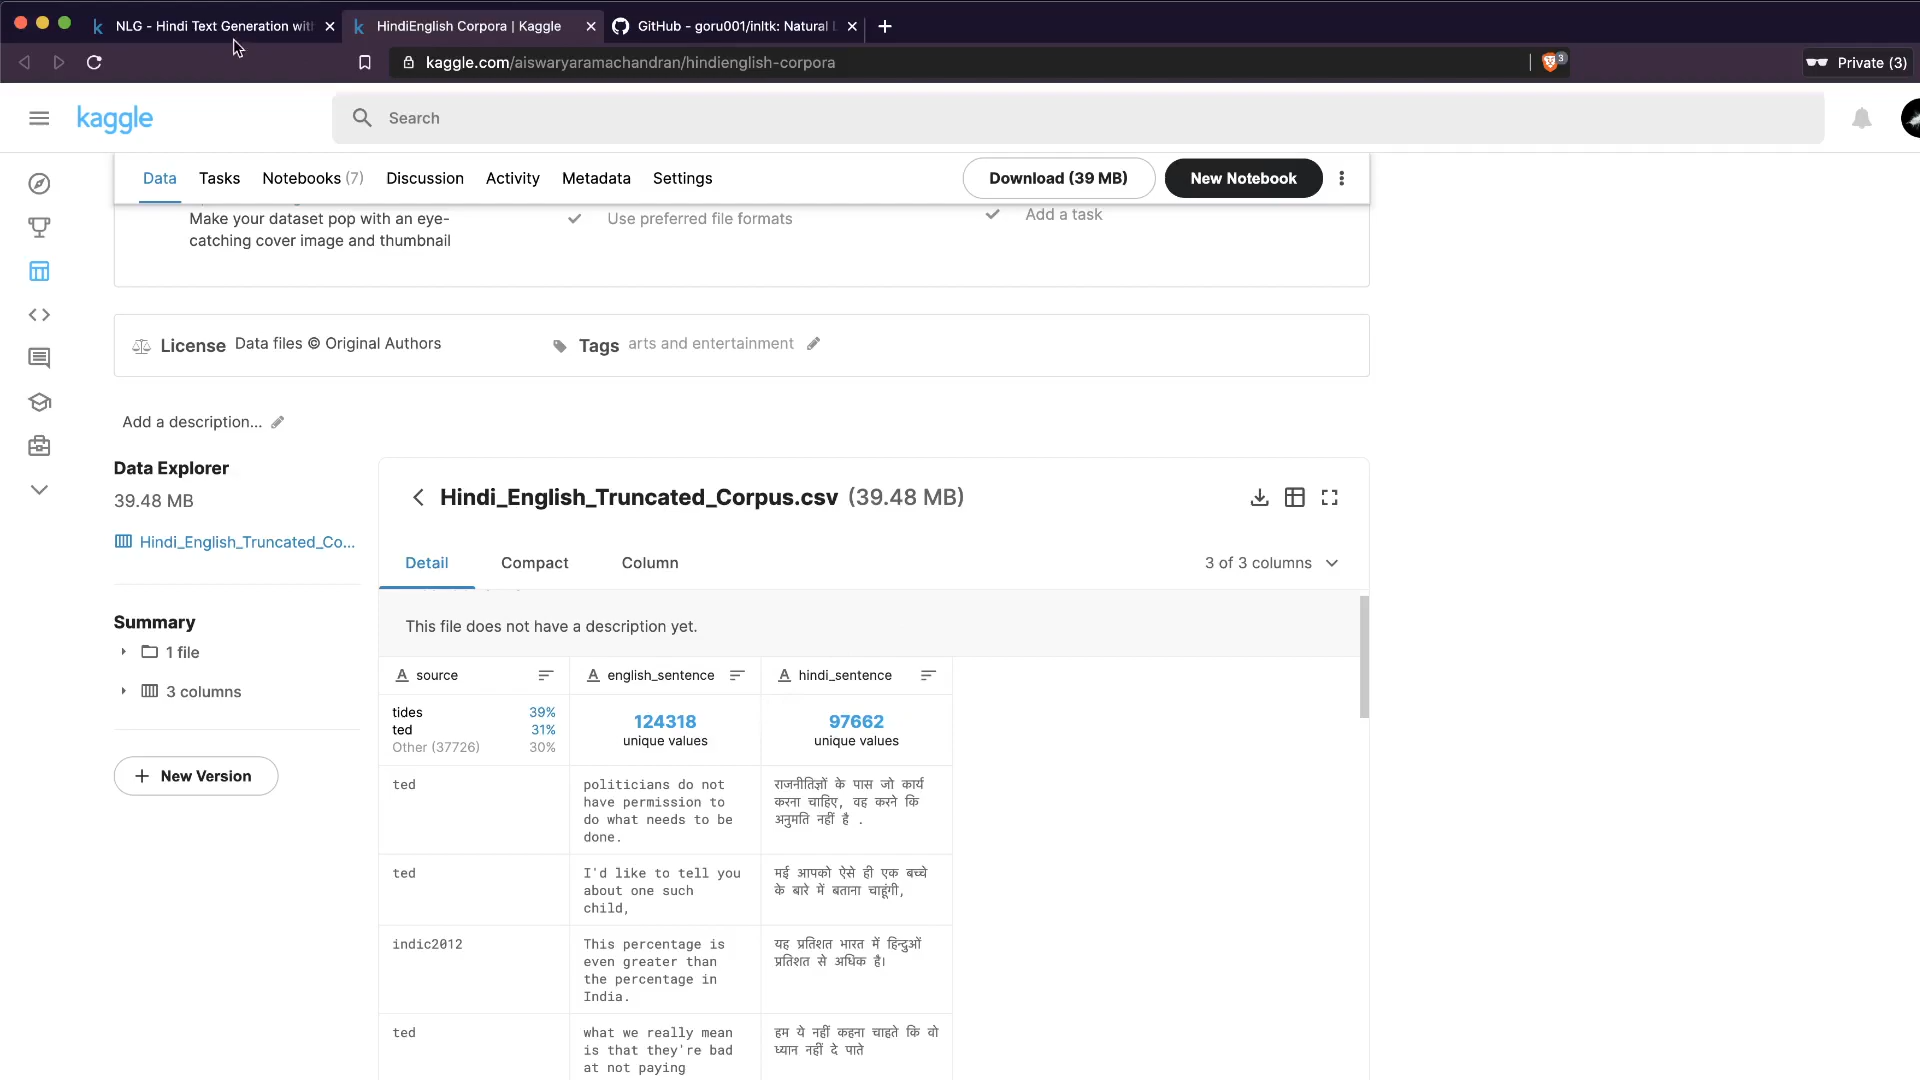 NLG - Hindi Text Generation with
HindiEnglish Corpora | Kaggle
GitHub - goru001/inltk: Natural
kaggle.com/aiswaryaramachandran/hindienglish-corpora
3
Private (3)
kaggle
Search
Data
Tasks
Notebooks (7)
Discussion
Activity
Metadata
Settings
Download (39 MB)
New Notebook
Make your dataset pop with an eye-
catching cover image and thumbnail
Use preferred file formats
Add a task
License
Data files © Original Authors
Tags
arts and entertainment
Add a description...
Data Explorer
39.48 MB
Hindi_English_Truncated_Co...
Summary
1 file
3 columns
New Version
Hindi_English_Truncated_Corpus.csv (39.48 MB)
Detail
Compact
Column
3 of 3 columns
This file does not have a description yet.
A source
A english_sentence
A hindi_sentence
tides 39%
ted 31%
Other (37726) 30%
124318
unique values
97662
unique values
ted
politicians do not
have permission to
do what needs to be
done.
राजनीतिज्ञों के पास जो कार्य
करना चाहिए, वह करने कि
अनुमति नहीं है .
ted
I'd like to tell you
about one such
child,
मई आपको ऐसे ही एक बच्चे
के बारे में बताना चाहूंगी,
indic2012
This percentage is
even greater than
the percentage in
India.
यह प्रतिशत भारत में हिन्दुओं
प्रतिशत से अधिक है।
ted
what we really mean
is that they're bad
at not paying
हम ये नहीं कहना चाहते कि वो
ध्यान नहीं दे पाते